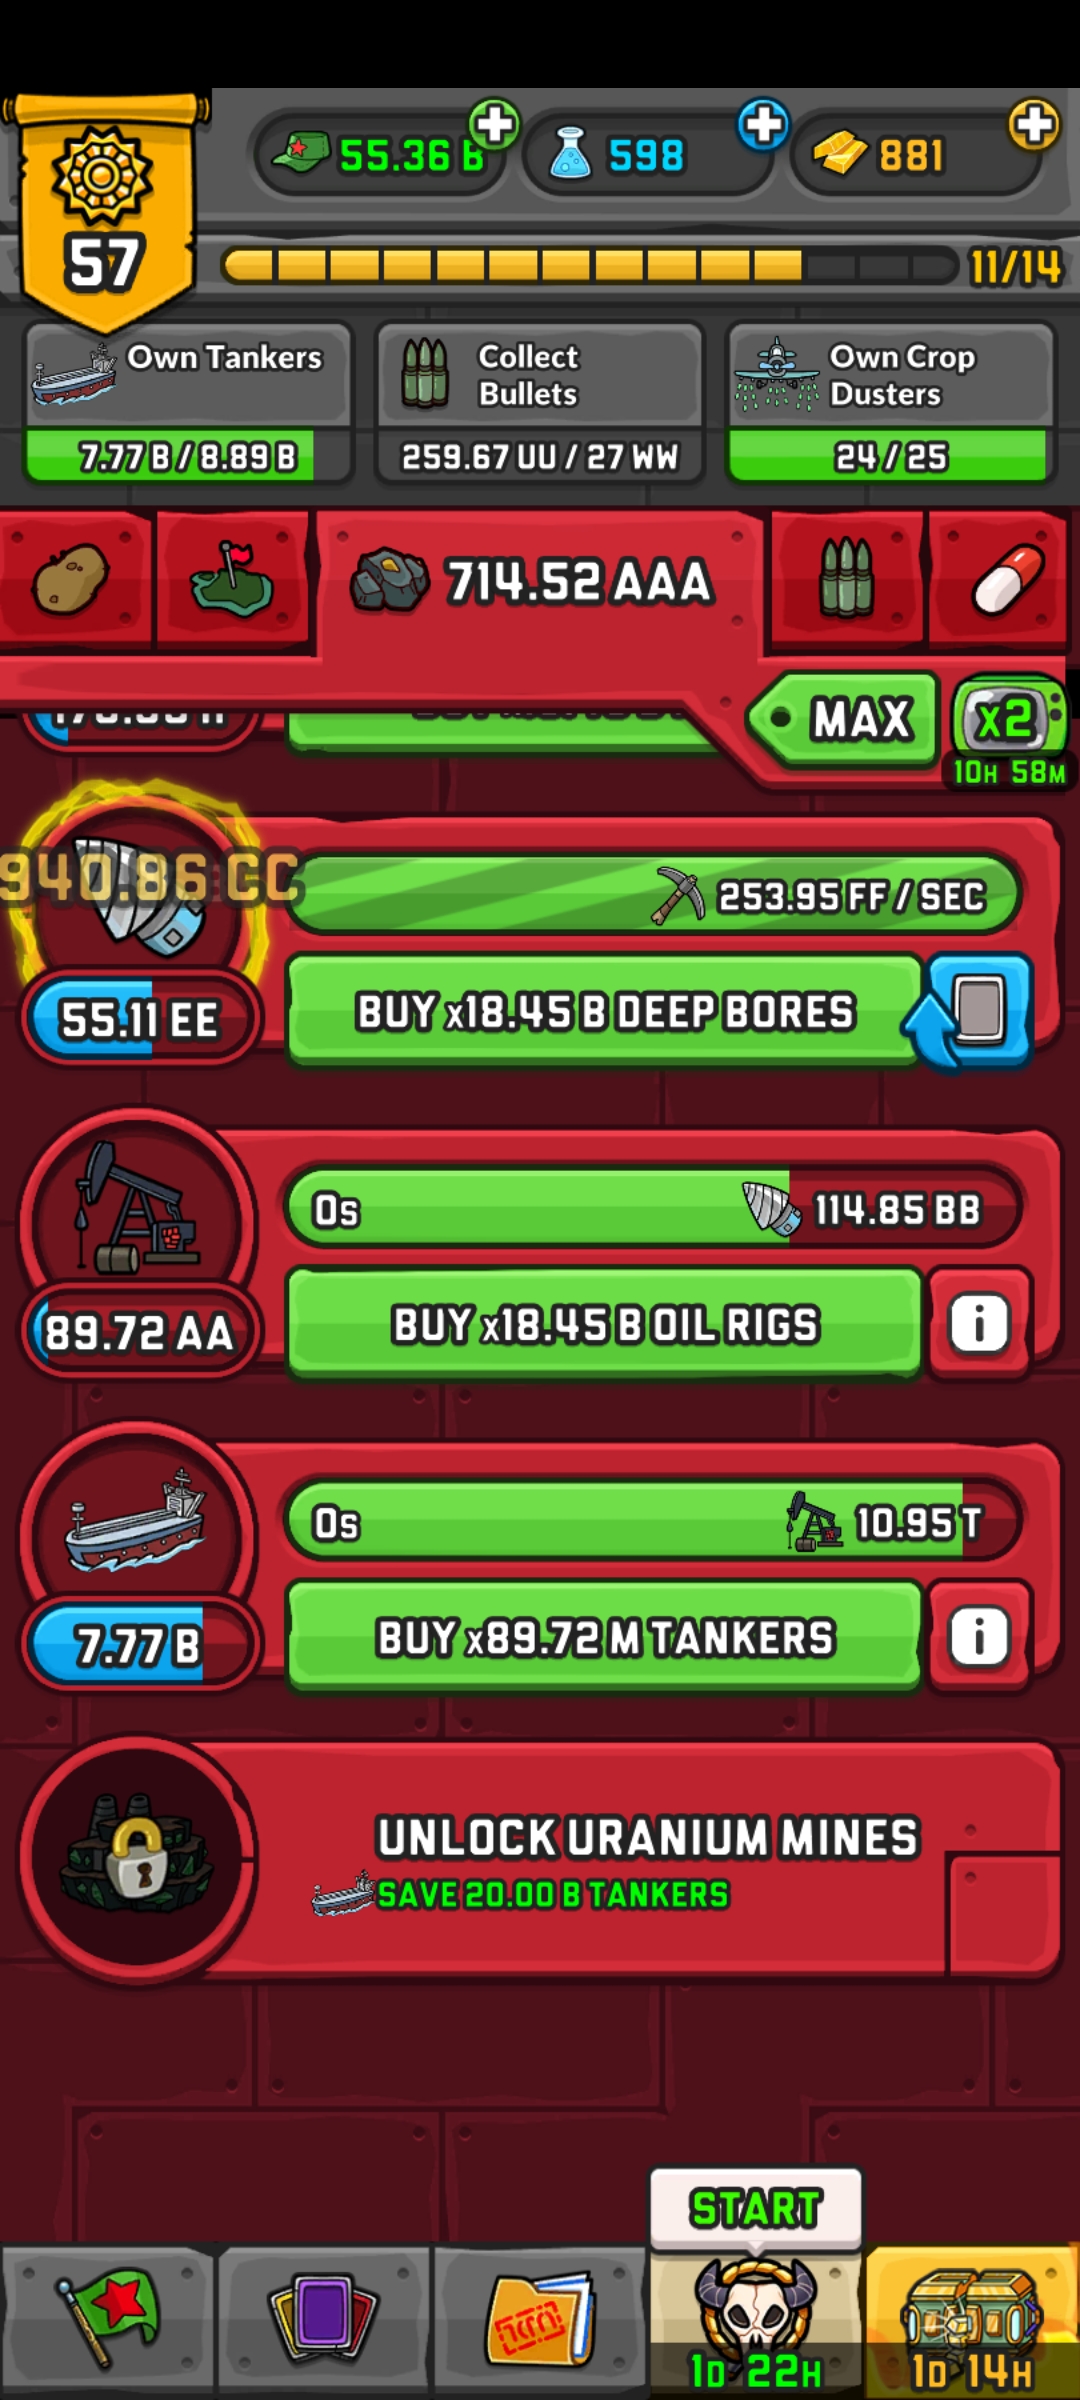 55.36 B
598
881
57
11/14
Own Tankers
7.77 B / 8.89 B
Collect
Bullets
259.67 UU / 27 WW
Own Crop
Dusters
24 / 25
714.52 AAA
MAX
x2
10H 58M
940.86 CC
253.95 FF / SEC
55.11 EE
BUY x18.45 B DEEP BORES
0s
114.85 BB
89.72 AA
BUY x18.45 B OIL RIGS
i
0s
10.95 T
7.77 B
BUY x89.72 M TANKERS
i
UNLOCK URANIUM MINES
SAVE 20.00 B TANKERS
START
1D 22H
1D 14H